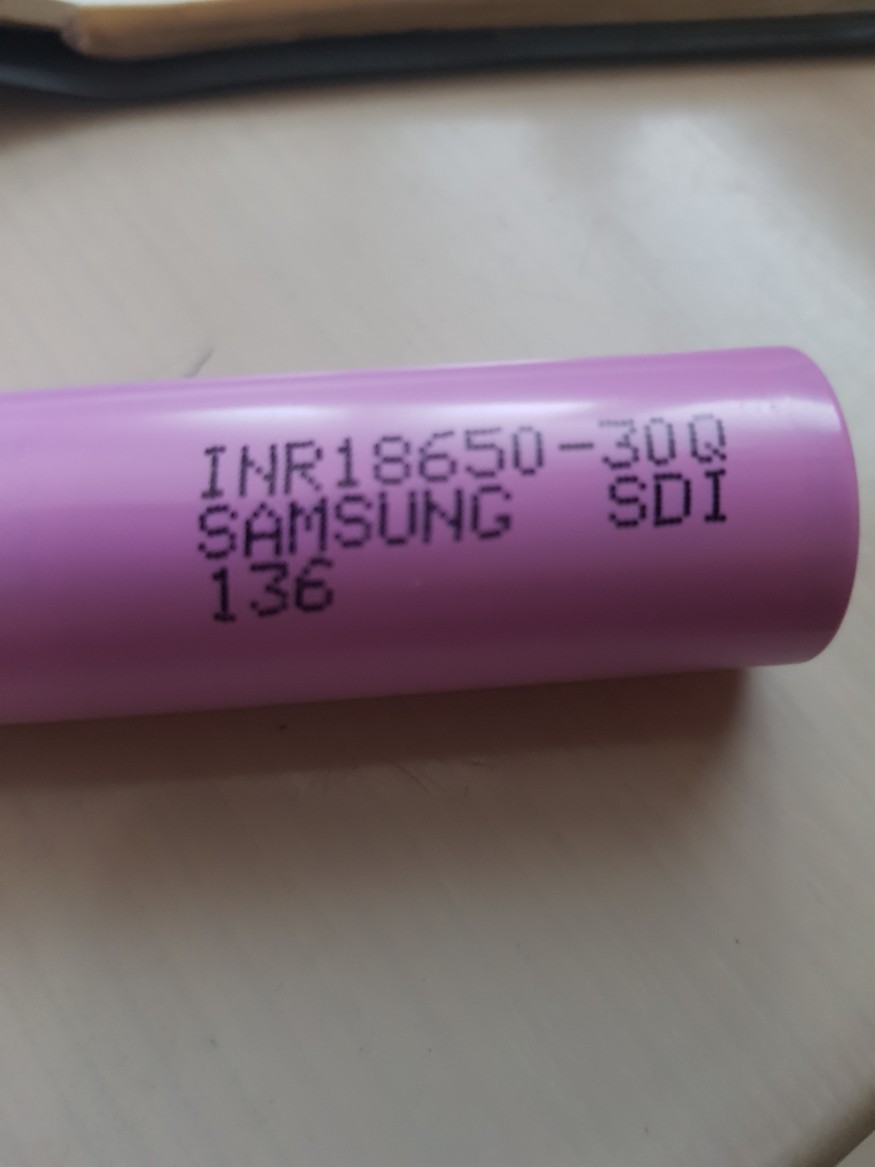 INR18650-30Q
SAMSUNG SDI
136